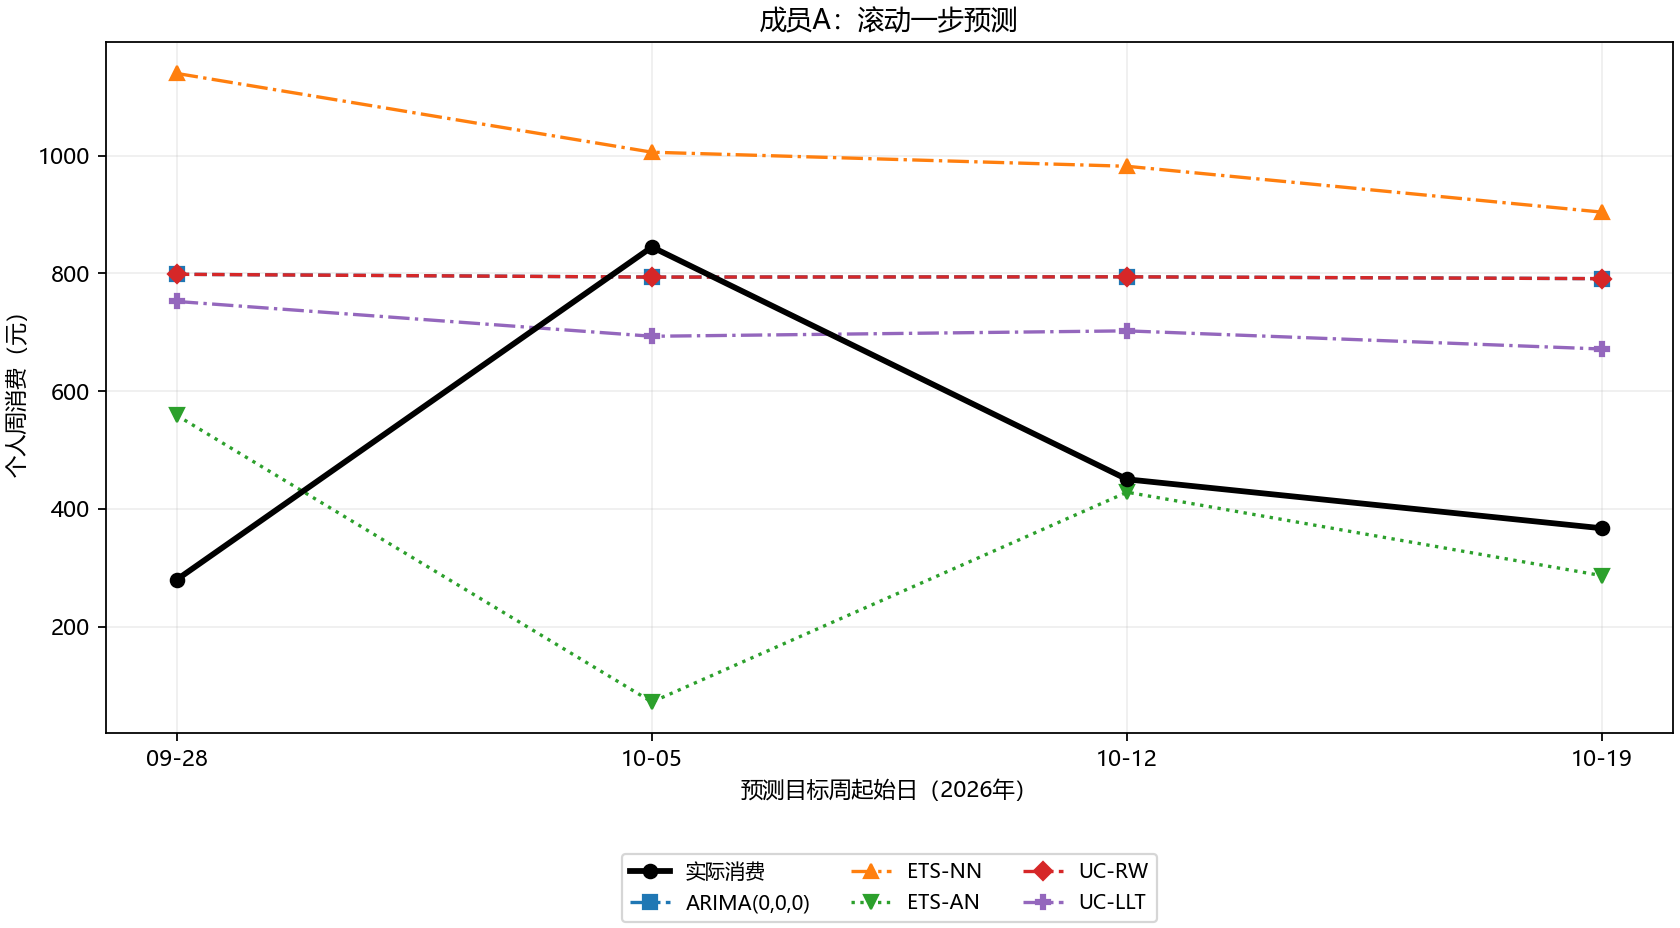 成员A：滚动一步预测
个人周消费（元）
1000
800
600
400
200
09-28
10-05
10-12
10-19
预测目标周起始日（2026年）
实际消费
ARIMA(0,0,0)
ETS-NN
ETS-AN
UC-RW
UC-LLT